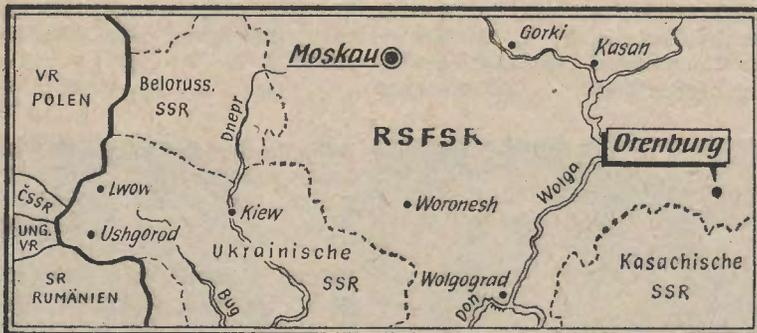 Gorki
Moskau
Kasan
VR
POLEN
Beloruss.
SSR
Dnepr
RSFSR
Orenburg
Wolga
Lwow
ČSSR
Kiew
Woronesh
UNG.
VR
Ushgorod
Ukrainische
SSR
Kasachische
SSR
Wolgograd
Don
Bug
SR
RUMÄNIEN